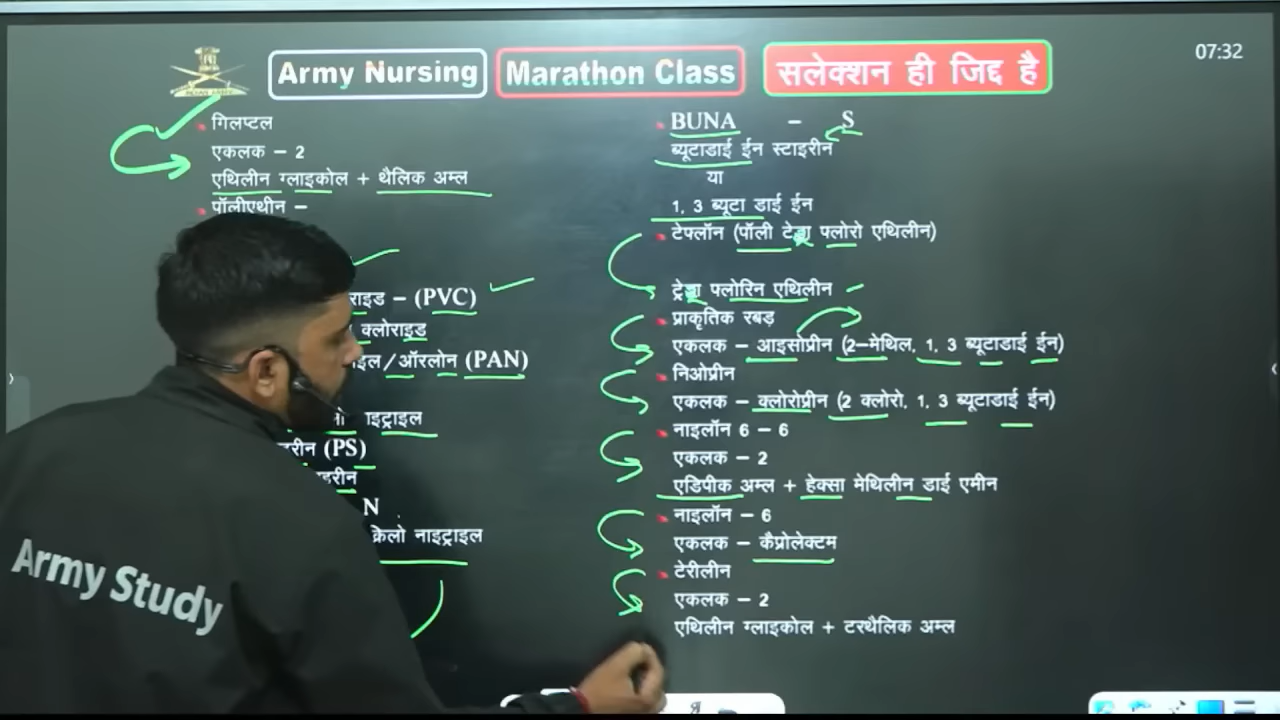 Army Nursing
Marathon Class
सलेक्शन ही जिद्द है
07:32
गिलप्टल
एकलक – 2
एथिलीन ग्लाइकोल + थैलिक अम्ल
पॉलीएथीन –
राइड – (PVC)
क्लोराइड
इल/ऑरलोन (PAN)
इट्राइल
(PS)
N
क्रिलो नाइट्राइल
BUNA – S
ब्यूटाडाई ईन स्टाइरीन
या
1, 3 ब्यूटा डाई ईन
टेफ्लॉन (पॉली फ्लोरो एथिलीन)
फ्लोरिन एथिलीन
प्राकृतिक रबड़
एकलक – आइसोप्रीन (2–मेथिल, 1, 3 ब्यूटाडाई ईन)
निओप्रीन
एकलक – क्लोरोप्रीन (2 क्लोरो, 1, 3 ब्यूटाडाई ईन)
नाइलॉन 6 – 6
एकलक – 2
एडिपीक अम्ल + हेक्सा मेथिलीन डाई एमीन
नाइलॉन – 6
एकलक – कैप्रोलेक्टम
टेरीलीन
एकलक – 2
एथिलीन ग्लाइकोल + टरथैलिक अम्ल
Army Study